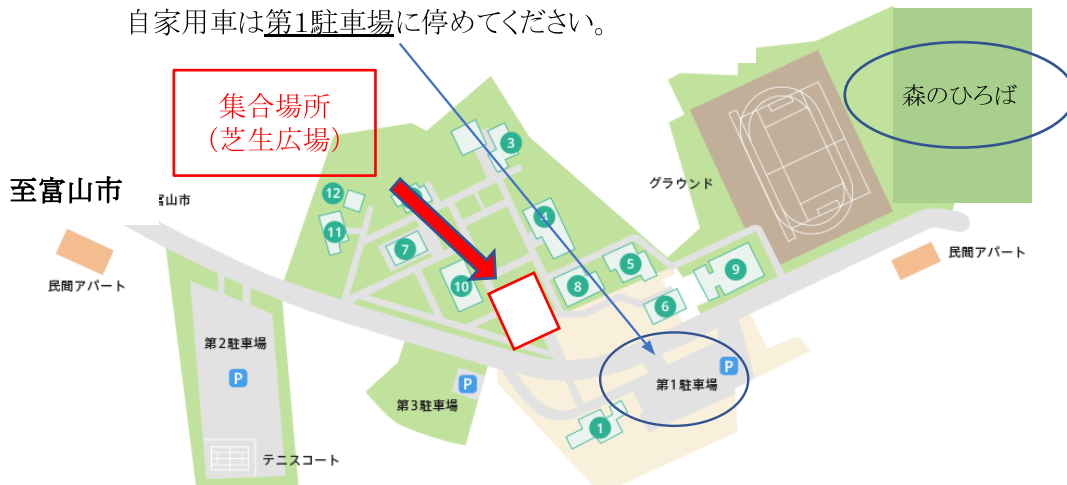 自家用車は第1駐車場に停めてください。
集合場所
(芝生広場)
森のひろば
3
グラウンド
12
至富山市
富山市
11
4
7
民間アパート
5
9
民間アパート
10
8
6
第2駐車場
P
第1駐車場
P
第3駐車場
P
1
テニスコート